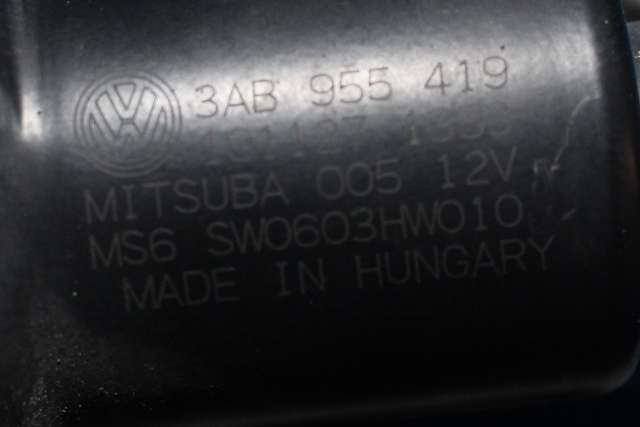 3AB 955 419
MITSUBA 005 12V
MS6 SW0603HW010
MADE IN HUNGARY